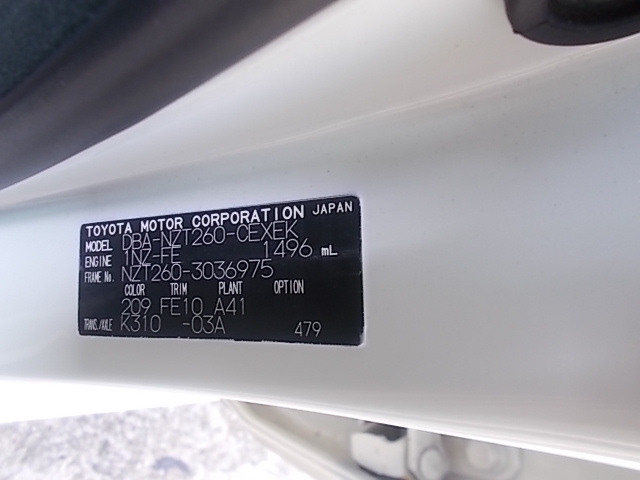 TOYOTA MOTOR CORPORATION JAPAN
MODEL DBA-NZT260-CEXEK
ENGINE 1NZ-FE 1496 mL
FRAME No. NZT260-3036975
COLOR TRIM PLANT OPTION
209 FE10 A41
TRANS./AXLE K310 -03A 479